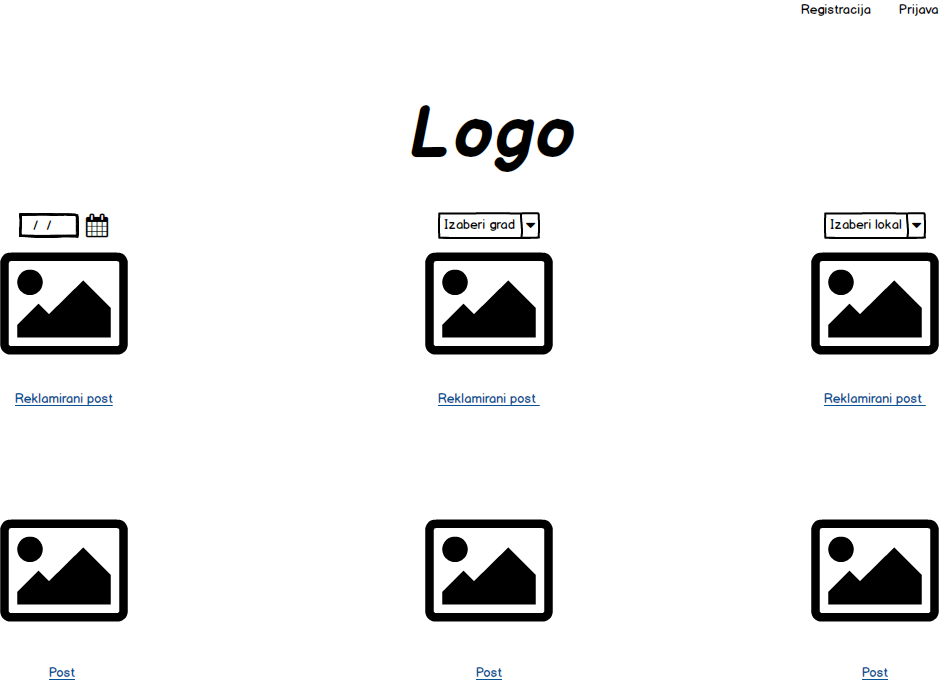 Registracija Prijava
Logo
/ / Izaberi grad Izaberi lokal
Reklamirani post Reklamirani post Reklamirani post
Post Post Post